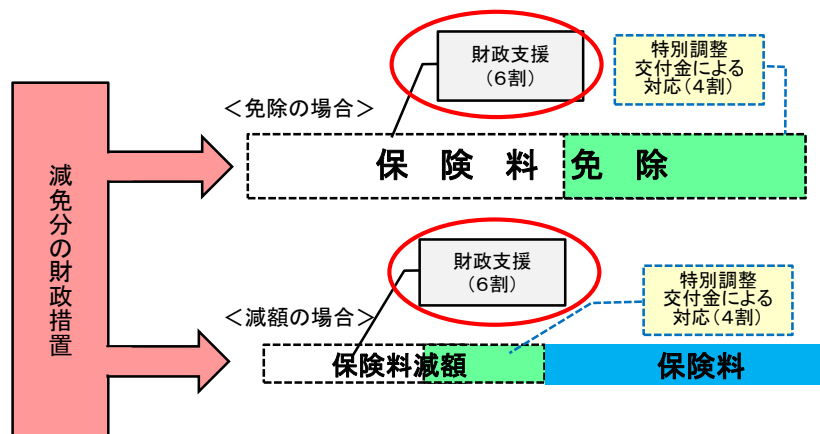 減免分の財政措置
財政支援
（６割）
特別調整
交付金による
対応（４割）
＜免除の場合＞
保　険　料　免　除
財政支援
（６割）
特別調整
交付金による
対応（４割）
＜減額の場合＞
保険料減額
保険料